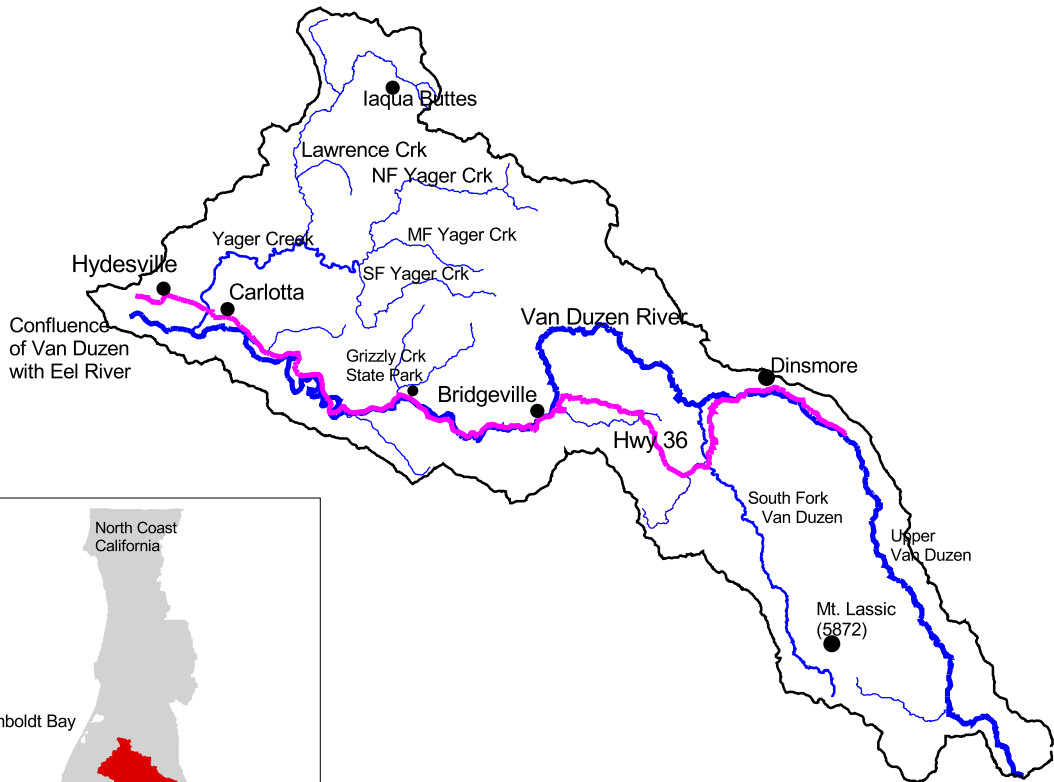 Iaqua Buttes
Lawrence Crk
NF Yager Crk
Yager Creek
MF Yager Crk
Hydesville
SF Yager Crk
Carlotta
Confluence
of Van Duzen
with Eel River
Van Duzen River
Grizzly Crk
State Park
Dinsmore
Bridgeville
Hwy 36
South Fork
Van Duzen
Upper
Van Duzen
Mt. Lassic
(5872)
North Coast
California
mboldt Bay